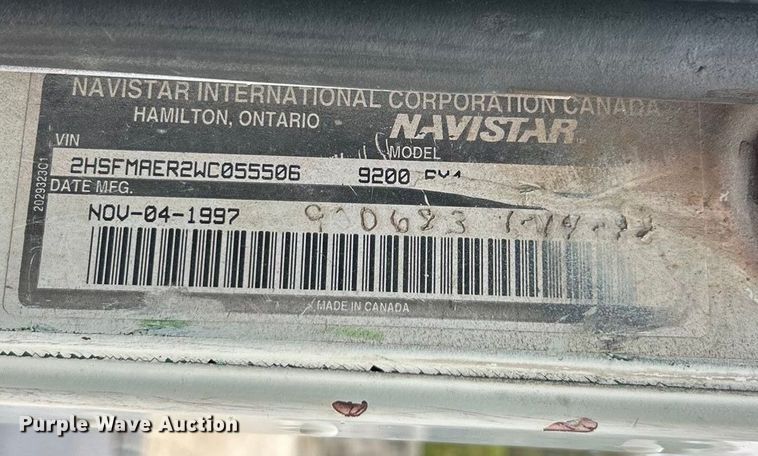 NAVISTAR INTERNATIONAL CORPORATION CANADA
HAMILTON, ONTARIO
NAVISTAR
VIN
MODEL
2HSFMAER2WC055506 9200
DATE MFG.
NOV-04-1997
2029323C1
MADE IN CANADA
Purple Wave Auction